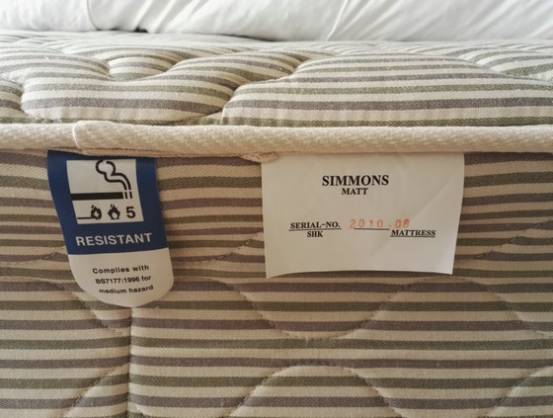 5
RESISTANT
Complies with
BS7177:1996 for
medium hazard
SIMMONS
MATT
SERIAL-NO. 2010.08
SHK MATTRESS